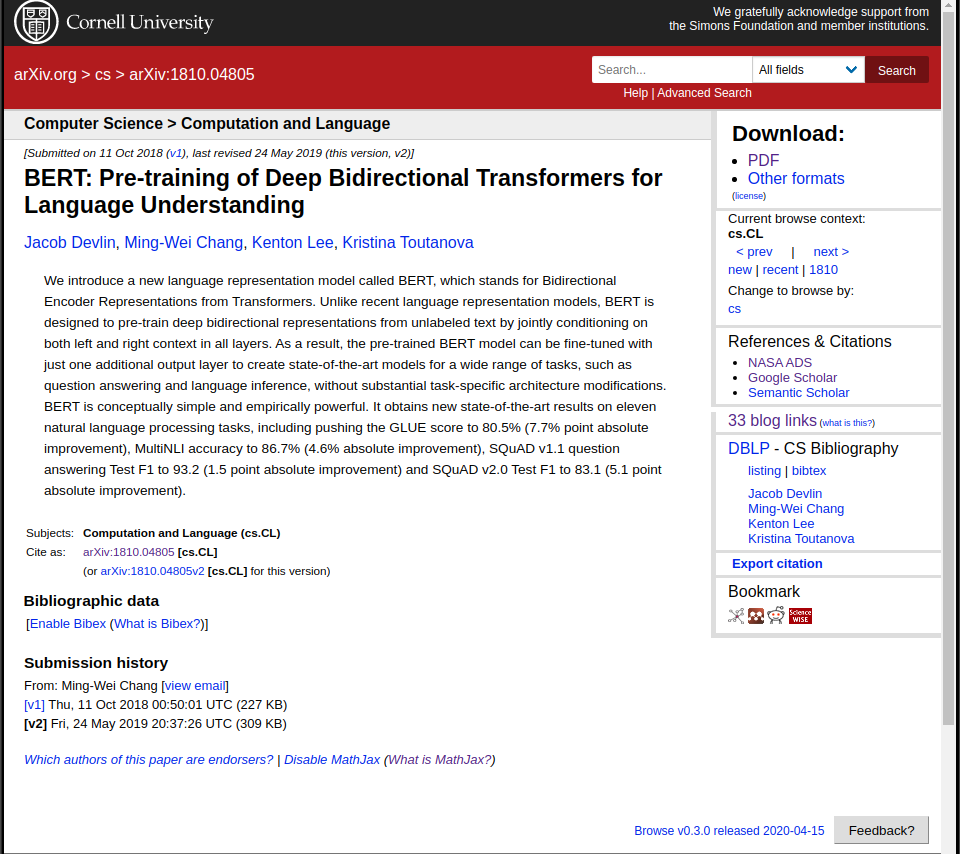 Cornell University
We gratefully acknowledge support from
the Simons Foundation and member institutions.
arXiv.org > cs > arXiv:1810.04805
Search...
All fields
Search
Help | Advanced Search
Computer Science > Computation and Language
[Submitted on 11 Oct 2018 (v1), last revised 24 May 2019 (this version, v2)]
BERT: Pre-training of Deep Bidirectional Transformers for
Language Understanding
Jacob Devlin, Ming-Wei Chang, Kenton Lee, Kristina Toutanova
We introduce a new language representation model called BERT, which stands for Bidirectional
Encoder Representations from Transformers. Unlike recent language representation models, BERT is
designed to pre-train deep bidirectional representations from unlabeled text by jointly conditioning on
both left and right context in all layers. As a result, the pre-trained BERT model can be fine-tuned with
just one additional output layer to create state-of-the-art models for a wide range of tasks, such as
question answering and language inference, without substantial task-specific architecture modifications.
BERT is conceptually simple and empirically powerful. It obtains new state-of-the-art results on eleven
natural language processing tasks, including pushing the GLUE score to 80.5% (7.7% point absolute
improvement), MultiNLI accuracy to 86.7% (4.6% absolute improvement), SQuAD v1.1 question
answering Test F1 to 93.2 (1.5 point absolute improvement) and SQuAD v2.0 Test F1 to 83.1 (5.1 point
absolute improvement).
Subjects: Computation and Language (cs.CL)
Cite as: arXiv:1810.04805 [cs.CL]
(or arXiv:1810.04805v2 [cs.CL] for this version)
Bibliographic data
[Enable Bibex (What is Bibex?)]
Submission history
From: Ming-Wei Chang [view email]
[v1] Thu, 11 Oct 2018 00:50:01 UTC (227 KB)
[v2] Fri, 24 May 2019 20:37:26 UTC (309 KB)
Which authors of this paper are endorsers? | Disable MathJax (What is MathJax?)
Download:
PDF
Other formats
(license)
Current browse context:
cs.CL
< prev | next >
new | recent | 1810
Change to browse by:
cs
References & Citations
NASA ADS
Google Scholar
Semantic Scholar
33 blog links (what is this?)
DBLP - CS Bibliography
listing | bibtex
Jacob Devlin
Ming-Wei Chang
Kenton Lee
Kristina Toutanova
Export citation
Bookmark
Science
WISE
Browse v0.3.0 released 2020-04-15
Feedback?